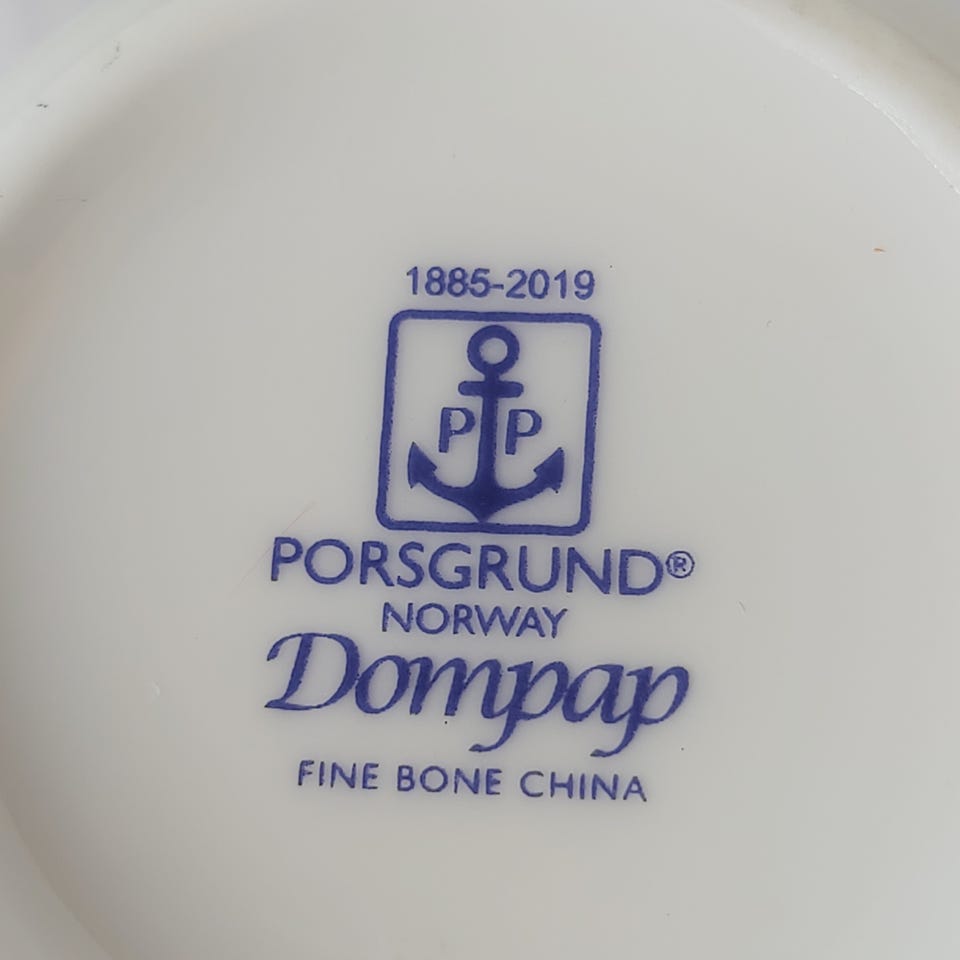 1885-2019
P P
PORSGRUND®
NORWAY
Dompap
FINE BONE CHINA